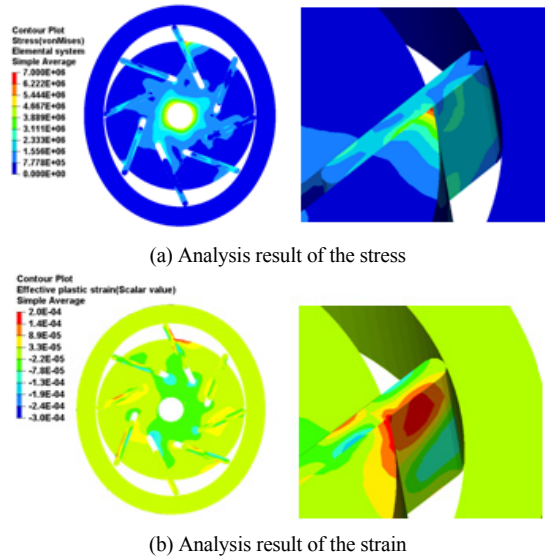 Contour Plot
Stress(vonMises)
Elemental system
Simple Average
7.000E+06
6.222E+06
5.444E+06
4.667E+06
3.889E+06
3.111E+06
2.333E+06
1.556E+06
7.778E+05
0.000E+00
(a) Analysis result of the stress
Contour Plot
Effective plastic strain(Scalar value)
Simple Average
2.0E-04
1.4E-04
8.9E-05
3.3E-05
-2.2E-05
-7.8E-05
-1.3E-04
-1.9E-04
-2.4E-04
-3.0E-04
(b) Analysis result of the strain